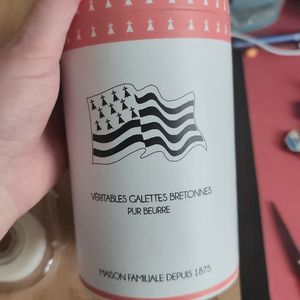 VÉRITABLES GALETTES BRETONNES
PUR BEURRE
MAISON FAMILIALE DEPUIS 1875